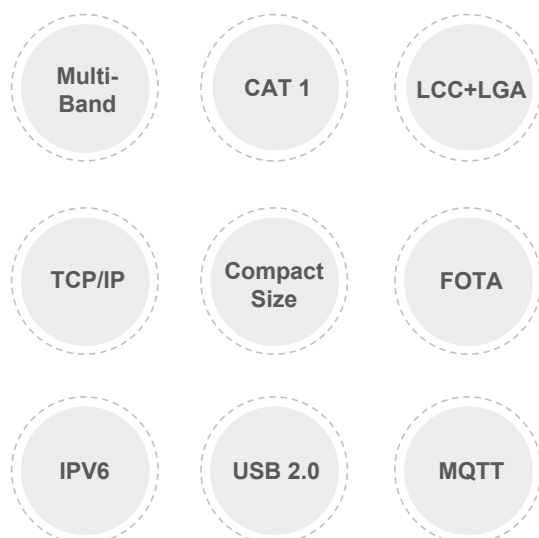 Multi-
Band
CAT 1
LCC+LGA
TCP/IP
Compact
Size
FOTA
IPV6
USB 2.0
MQTT